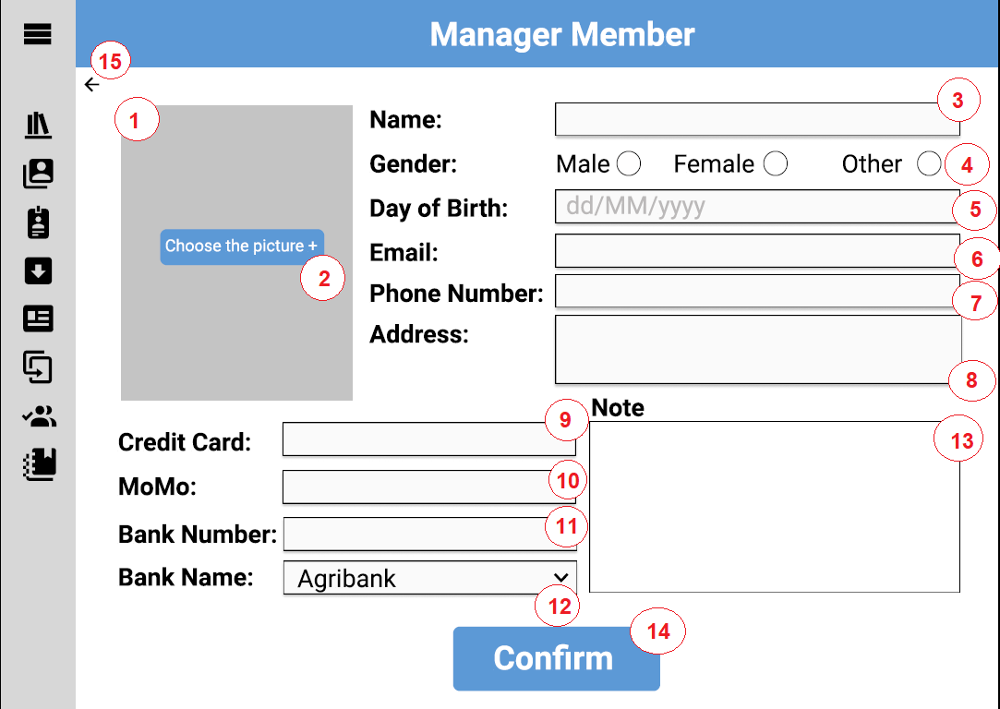 Manager Member
15
1
Name:
3
Gender:
Male
Female
Other
4
Day of Birth:
dd/MM/yyyy
5
Choose the picture +
2
Email:
6
Phone Number:
7
Address:
8
Credit Card:
9
Note
13
MoMo:
10
Bank Number:
11
Bank Name:
Agribank
12
Confirm
14